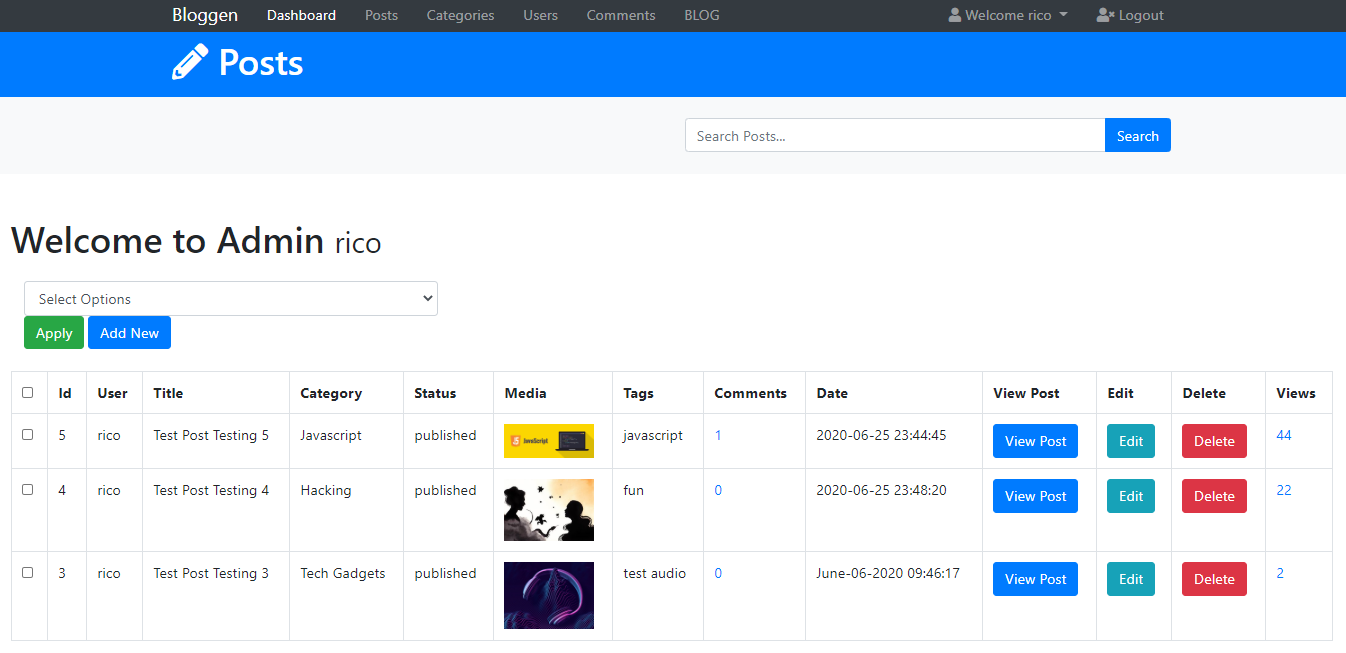 Bloggen Dashboard Posts Categories Users Comments BLOG Welcome rico Logout
Posts
Search Posts... Search
Welcome to Admin rico
Select Options
Apply Add New
Id User Title Category Status Media Tags Comments Date View Post Edit Delete Views
5 rico Test Post Testing 5 Javascript published JavaScript javascript 1 2020-06-25 23:44:45 View Post Edit Delete 44
4 rico Test Post Testing 4 Hacking published fun 0 2020-06-25 23:48:20 View Post Edit Delete 22
3 rico Test Post Testing 3 Tech Gadgets published test audio 0 June-06-2020 09:46:17 View Post Edit Delete 2